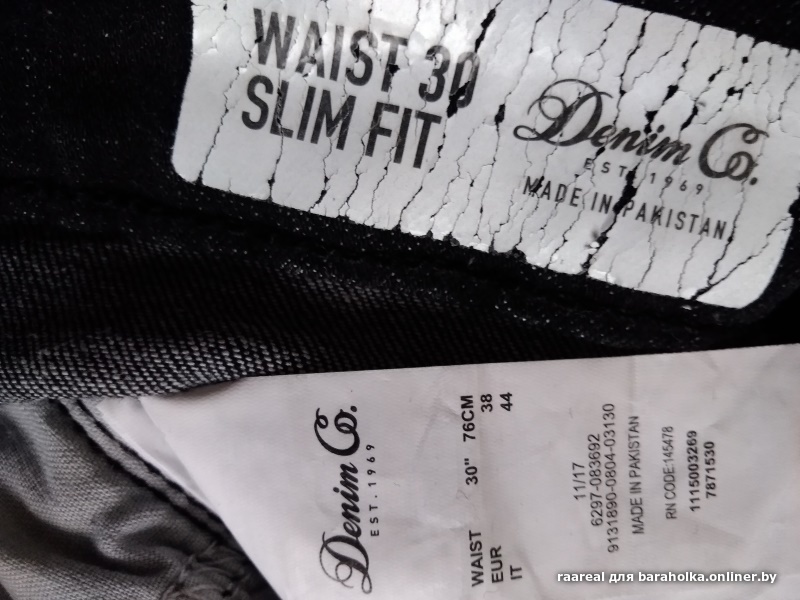 WAIST 30
SLIM FIT
Denim Co.
EST. 1969
MADE IN PAKISTAN
Denim Co.
EST. 1969
WAIST 30" 76CM
EUR 38
IT 44
11/17
6297-083692
9131890-0804-03130
MADE IN PAKISTAN
RN CODE:145478
1115003269
7871530
raareal для baraholka.onliner.by